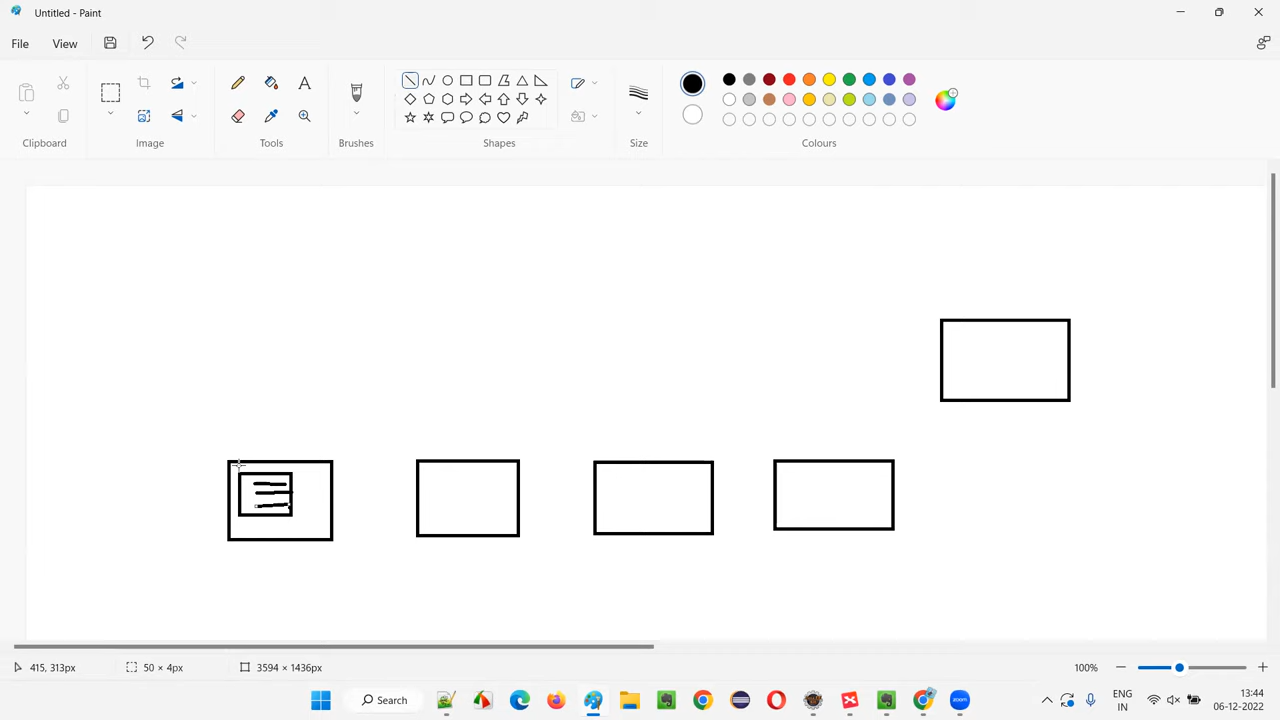 Untitled - Paint
File View
Clipboard Image Tools Brushes Shapes Size Colours
415, 313px 50 × 4px 3594 × 1436px 100%
Search zoom ENG 13:44
IN 06-12-2022